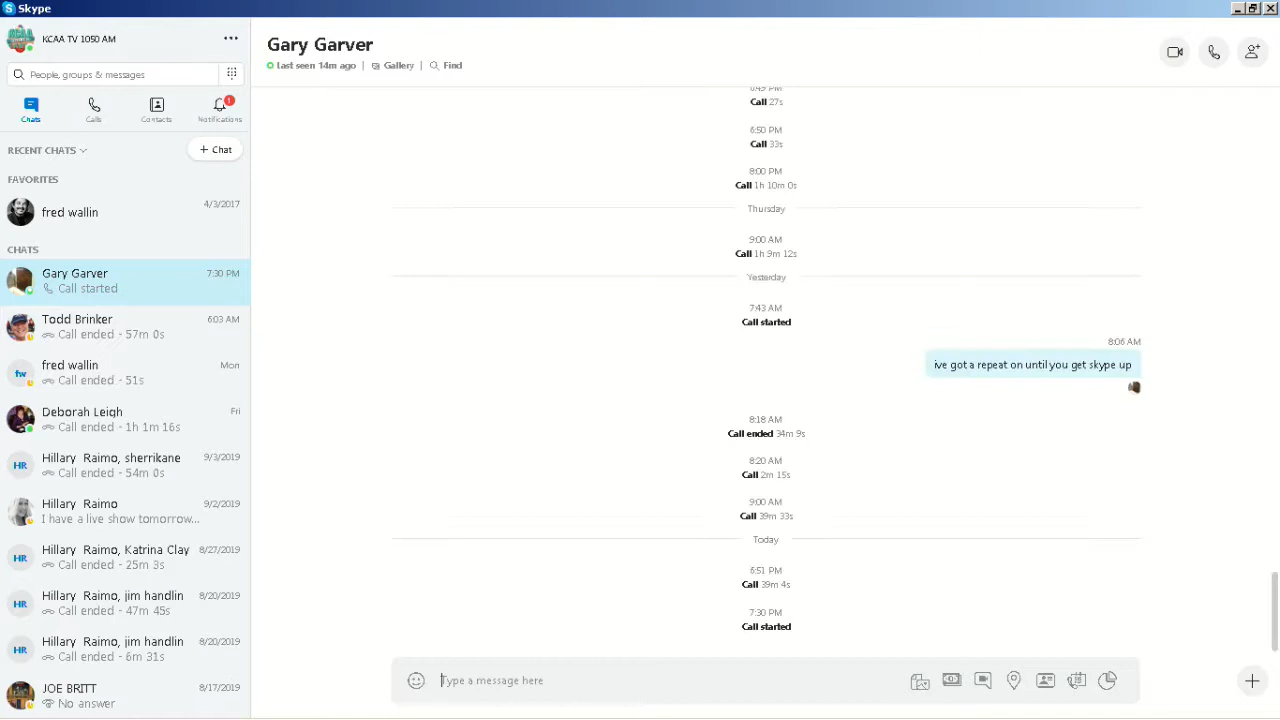 Skype
KCAA TV 1050 AM
People, groups & messages
Chats
Calls
Contacts
1
Notifications
RECENT CHATS
+ Chat
FAVORITES
fred wallin
4/3/2017
CHATS
Gary Garver
7:30 PM
Call started
Tom Brinker
6:03 AM
Call ended - 57m 0s
fw
fred wallin
Mon
Call ended - 51s
Deborah Leigh
Fri
Call ended - 1h 1m 16s
HR
Hillary Raimo, sherrikane
9/3/2019
Call ended - 54m 0s
Hillary Raimo
9/2/2019
I have a live show tomorrow...
HR
Hillary Raimo, Katrina Clay
8/27/2019
Call ended - 25m 3s
HR
Hillary Raimo, jim handlin
8/20/2019
Call ended - 47m 45s
HR
Hillary Raimo, jim handlin
8/20/2019
Call ended - 6m 31s
JOE BRITT
8/17/2019
No answer
Gary Garver
Last seen 14m ago | Gallery | Find
6:49 PM
Call 27s
6:50 PM
Call 33s
8:00 PM
Call 1h 10m 0s
Thursday
9:00 AM
Call 1h 9m 12s
Yesterday
7:43 AM
Call started
8:06 AM
ive got a repeat on until you get skype up
8:18 AM
Call ended 34m 9s
8:20 AM
Call 2m 15s
9:00 AM
Call 39m 33s
Today
6:51 PM
Call 39m 4s
7:30 PM
Call started
Type a message here